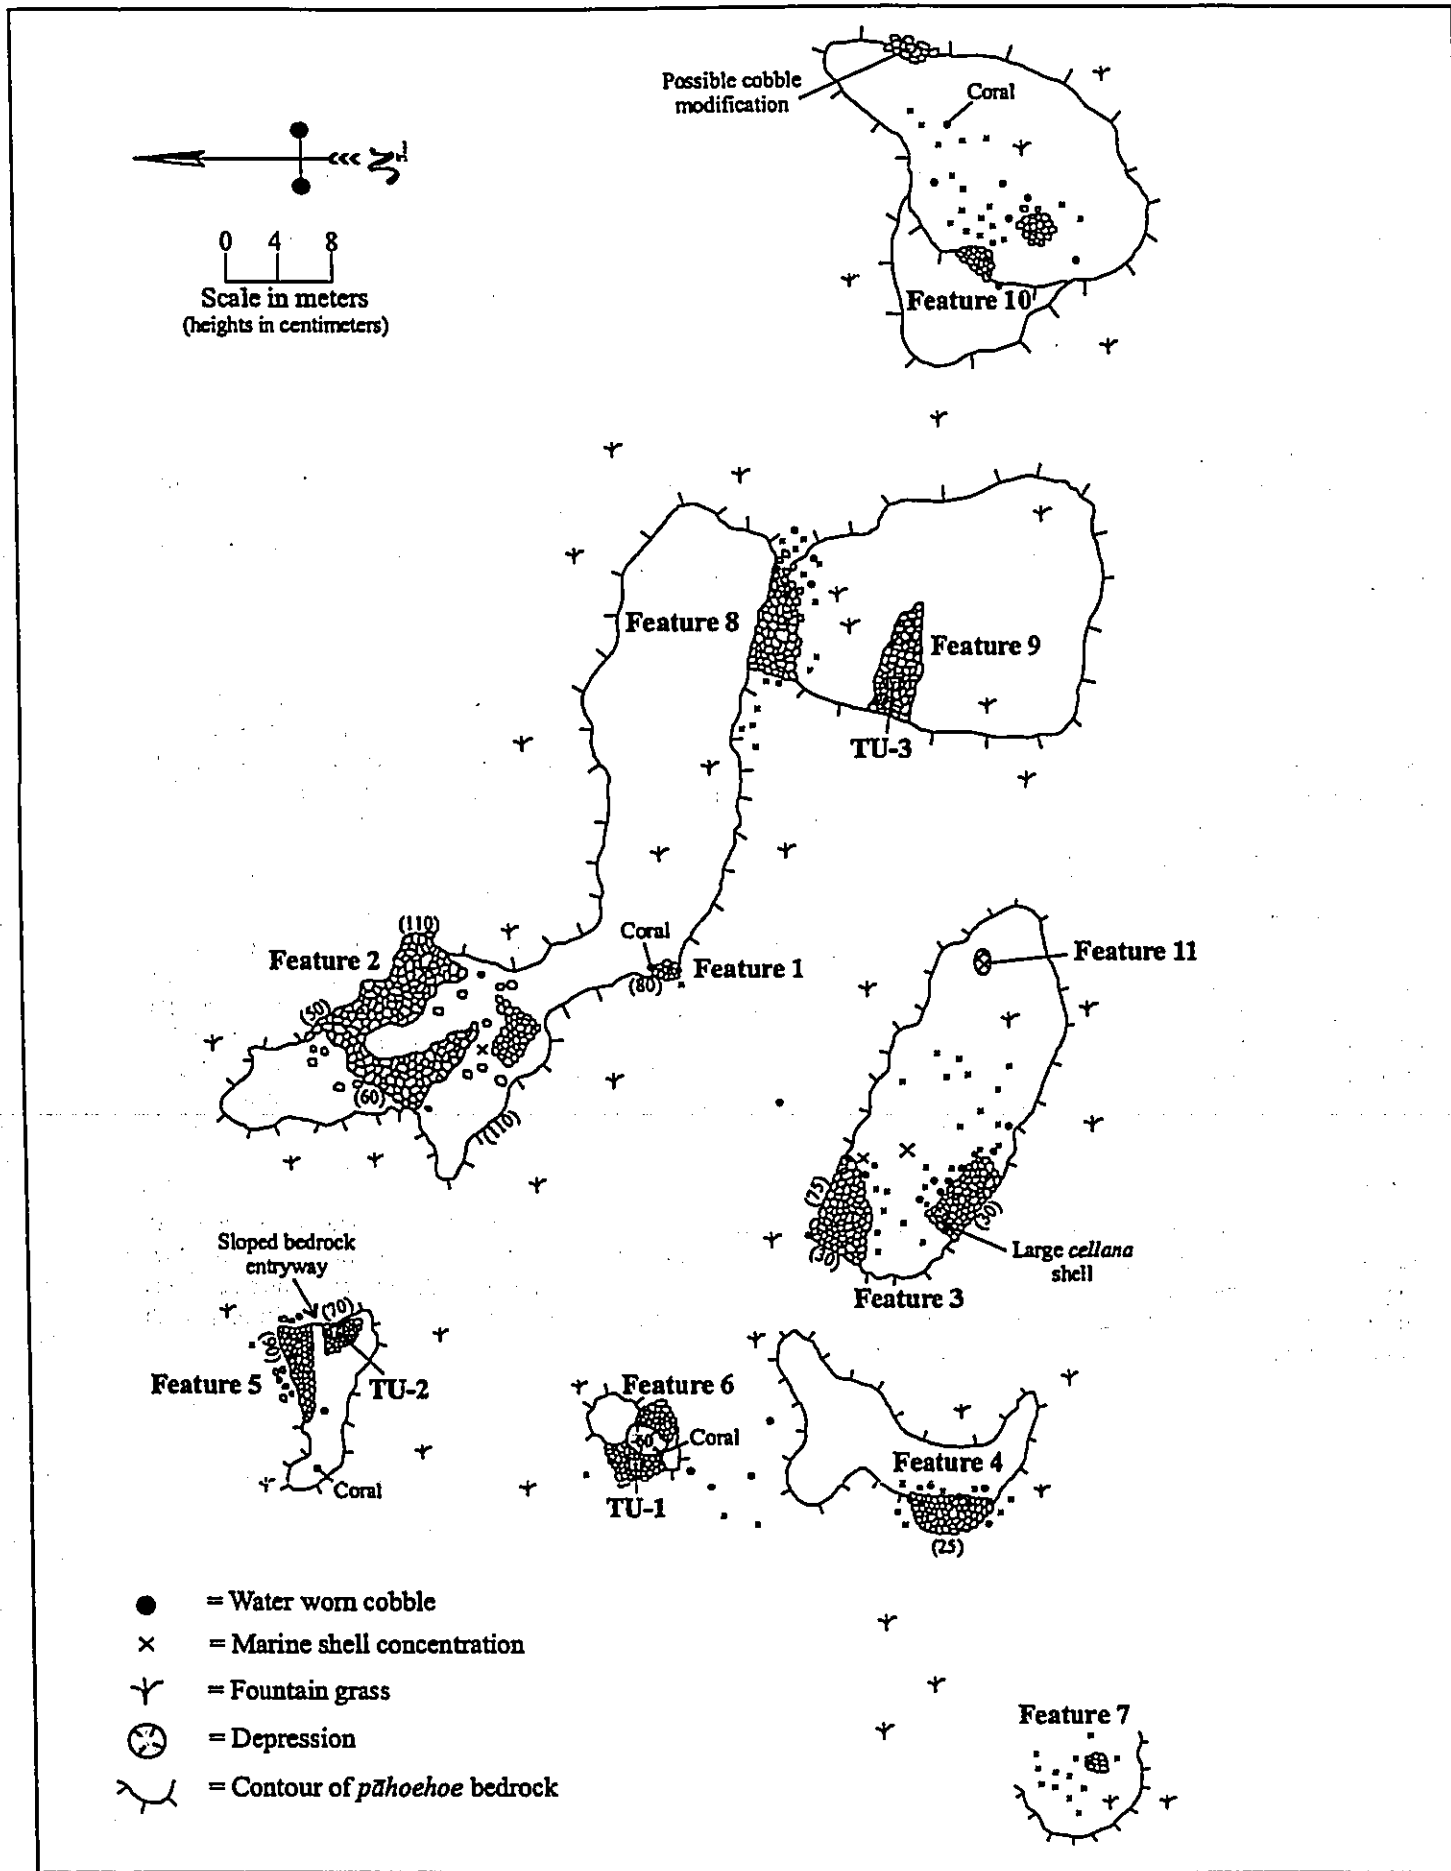 Possible cobble
modification
Coral
N
0 4 8
Scale in meters
(heights in centimeters)
Feature 10
Feature 8
Feature 9
TU-3
(110)
Feature 2
Coral
Feature 1
(80)
Feature 11
(50)
(60)
(110)
(75)
(30)
(30)
Large cellana
shell
Feature 3
Sloped bedrock
entryway
(70)
(90)
Feature 5
TU-2
Coral
Feature 6
-60
Coral
TU-1
Feature 4
(25)
= Water worn cobble
= Marine shell concentration
= Fountain grass
= Depression
= Contour of pāhoehoe bedrock
Feature 7